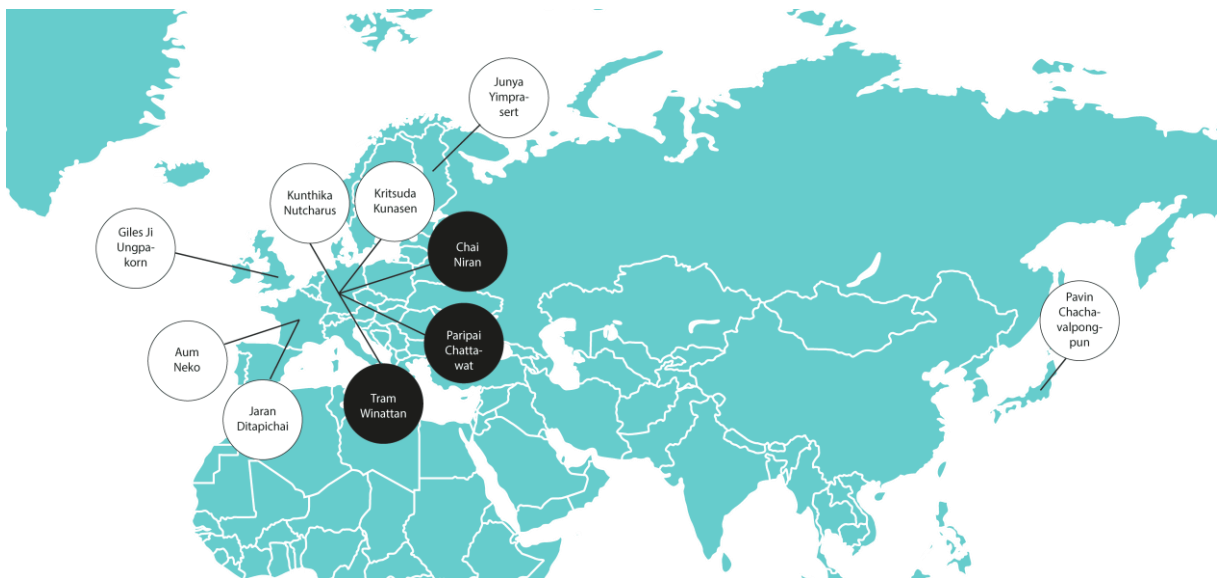 Junya
Yimpra-
sert
Kunthika
Nutcharus
Kritsuda
Kunasen
Giles Ji
Ungpa-
korn
Chai
Niran
Pavin
Chacha-
valpong-
pun
Paripai
Chatta-
wat
Aum
Neko
Tram
Winattan
Jaran
Ditapichai